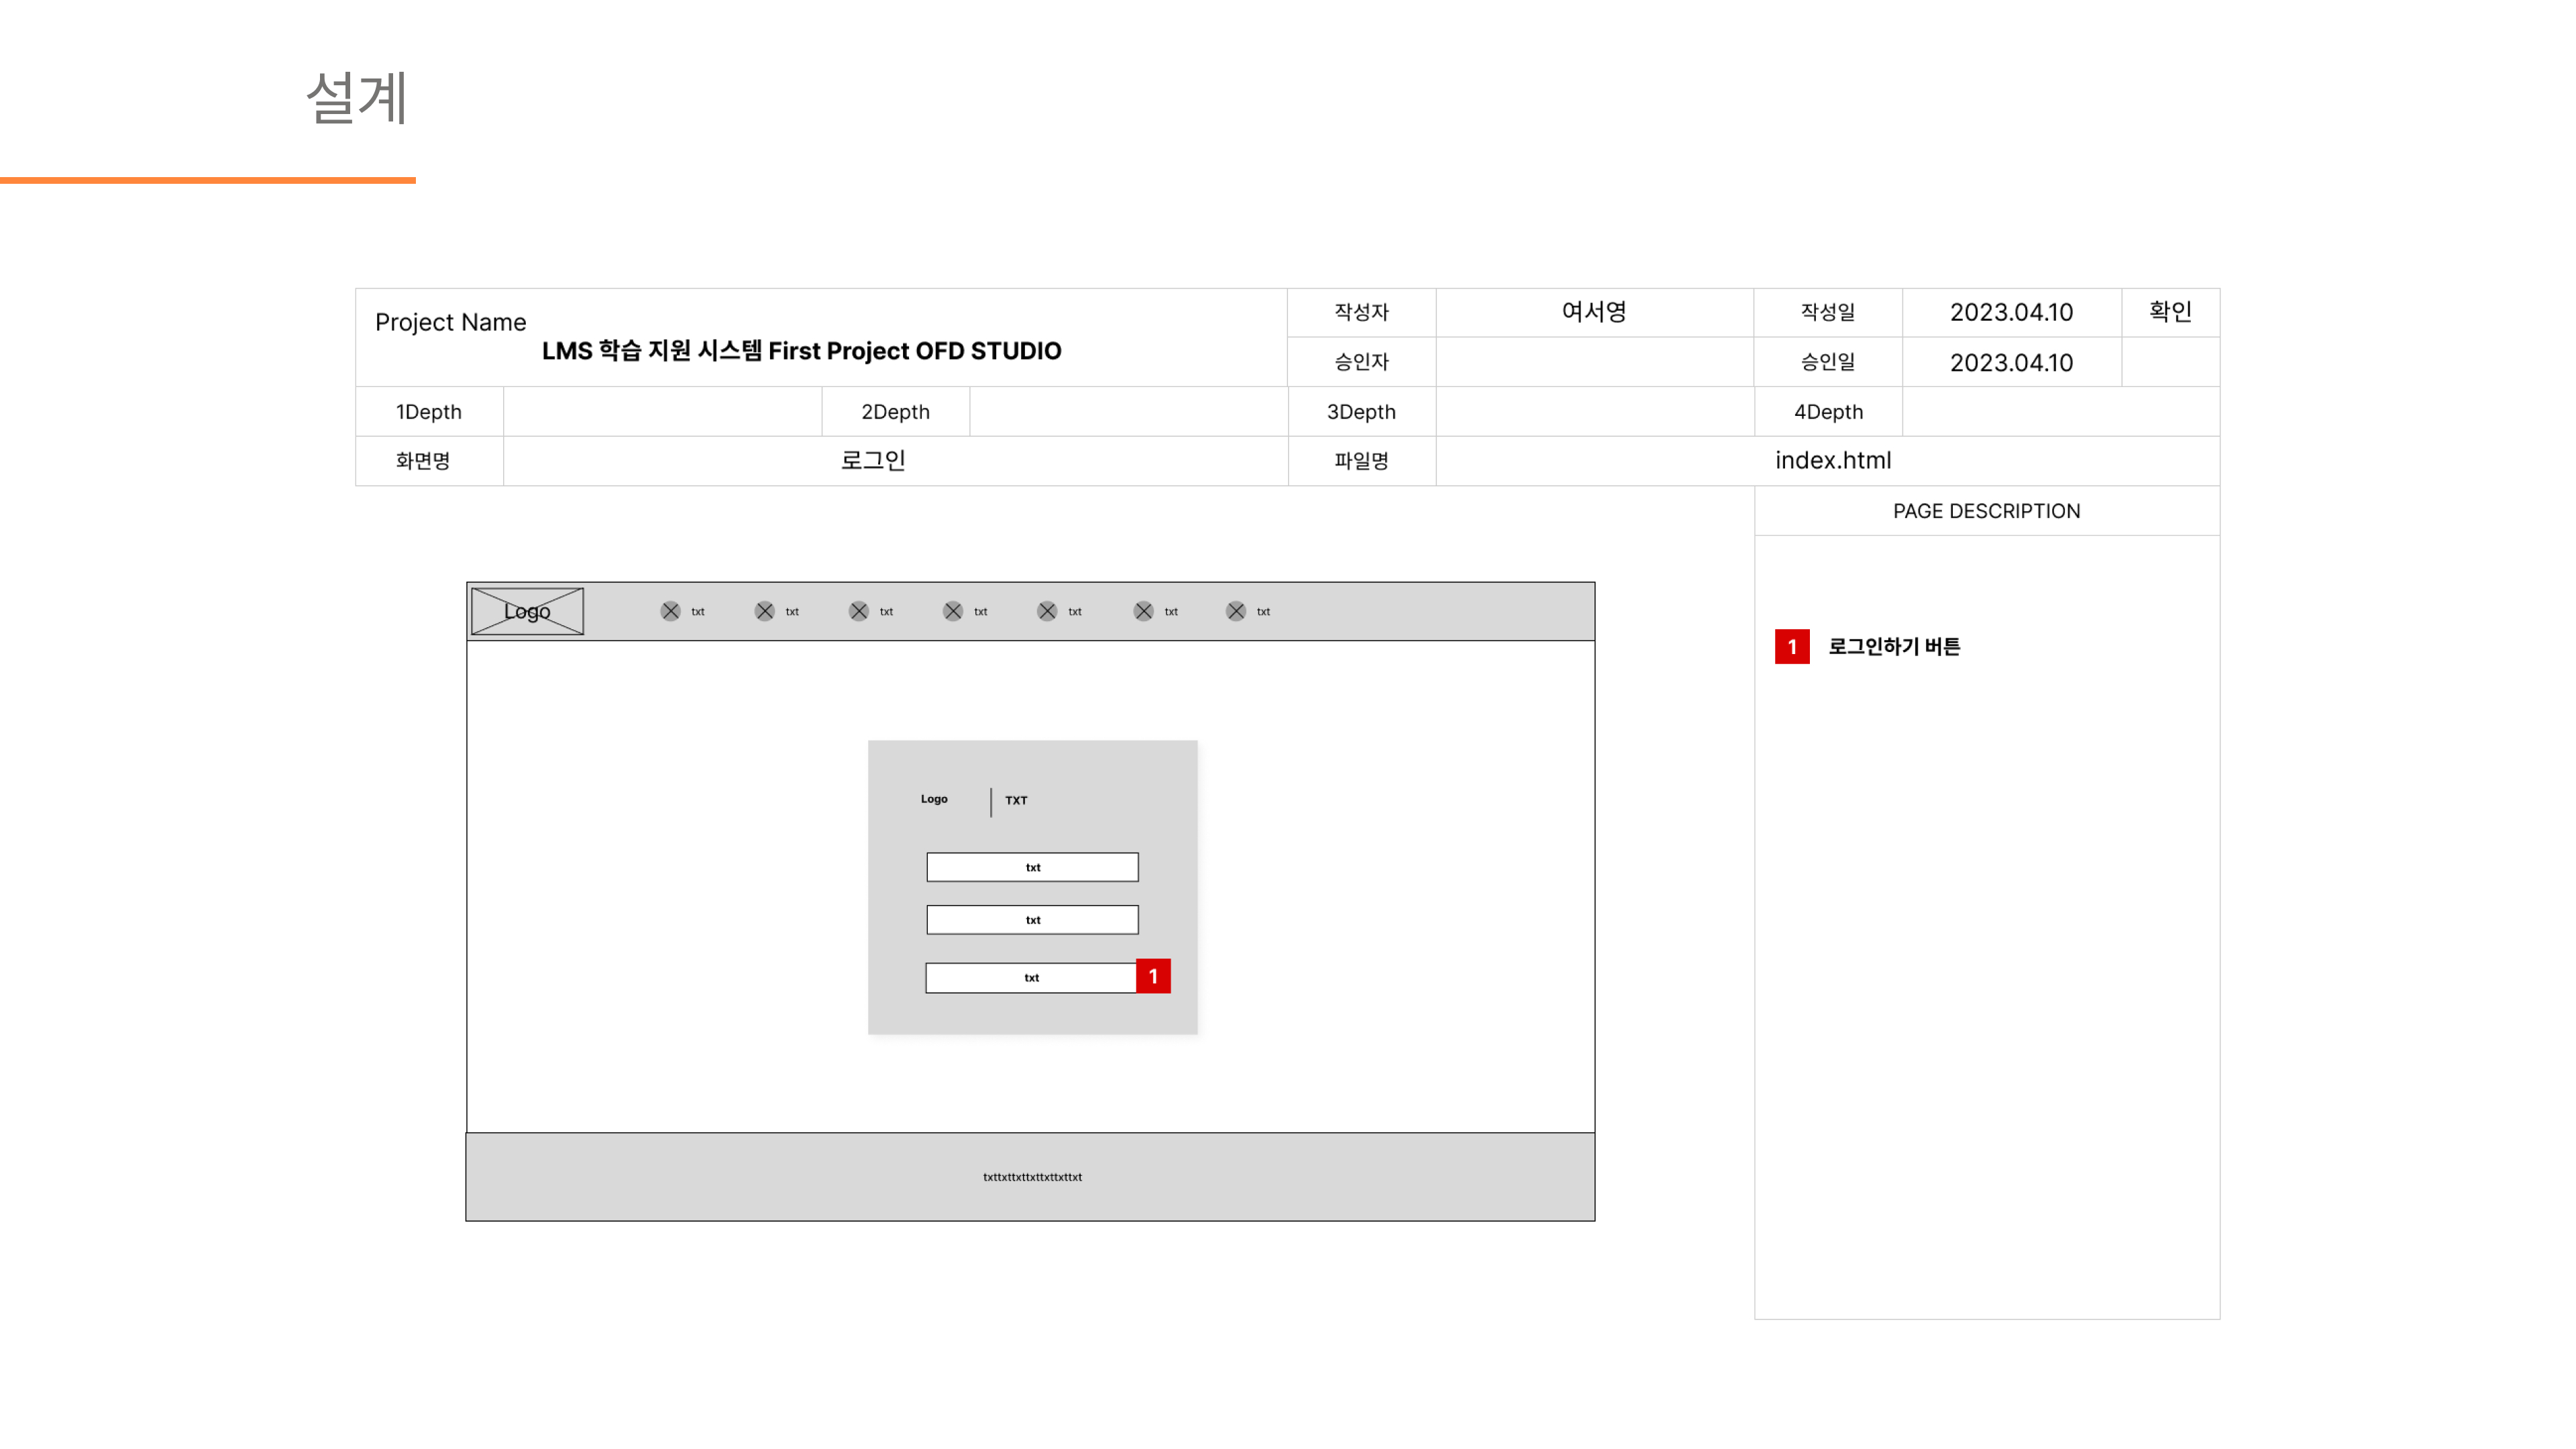 설계
Project Name
LMS 학습 지원 시스템 First Project OFD STUDIO
작성자 여서영 작성일 2023.04.10 확인
승인자 승인일 2023.04.10
1Depth 2Depth 3Depth 4Depth
화면명 로그인 파일명 index.html
PAGE DESCRIPTION
Logo txt txt txt txt txt txt txt
1 로그인하기 버튼
Logo TXT
txt
txt
txt 1
txttxttxttxttxttxttxt